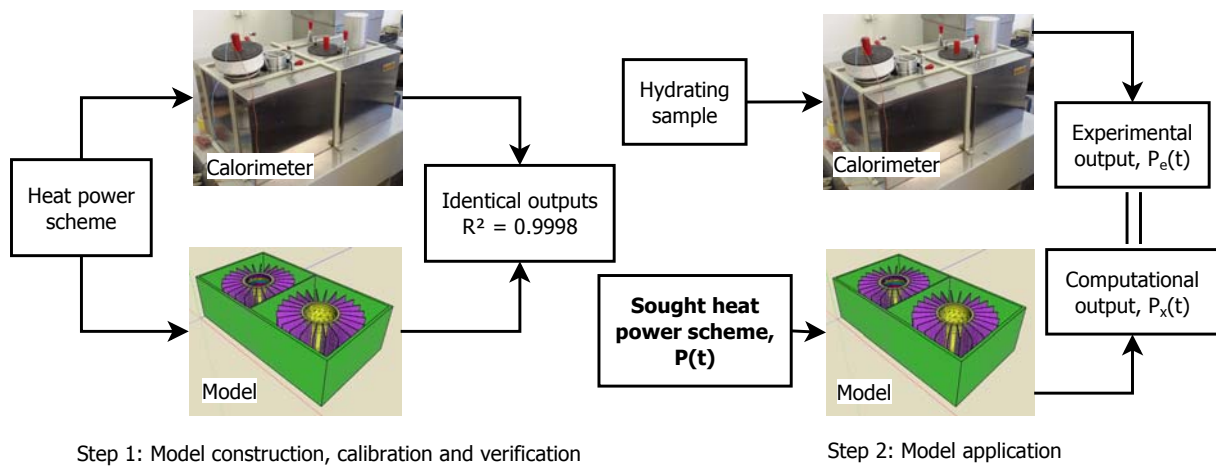 Heat power
scheme
Calorimeter
Model
Identical outputs
R² = 0.9998
Step 1: Model construction, calibration and verification
Hydrating
sample
Sought heat
power scheme,
P(t)
Calorimeter
Model
Experimental
output, Pₑ(t)
Computational
output, Pₓ(t)
Step 2: Model application